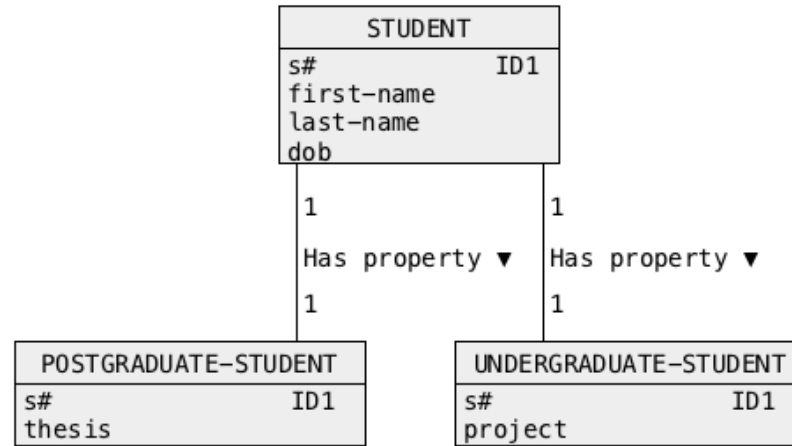 STUDENT
s# ID1
first-name
last-name
dob
1 1
Has property ▼ Has property ▼
1 1
POSTGRADUATE-STUDENT UNDERGRADUATE-STUDENT
s# ID1 s# ID1
thesis project